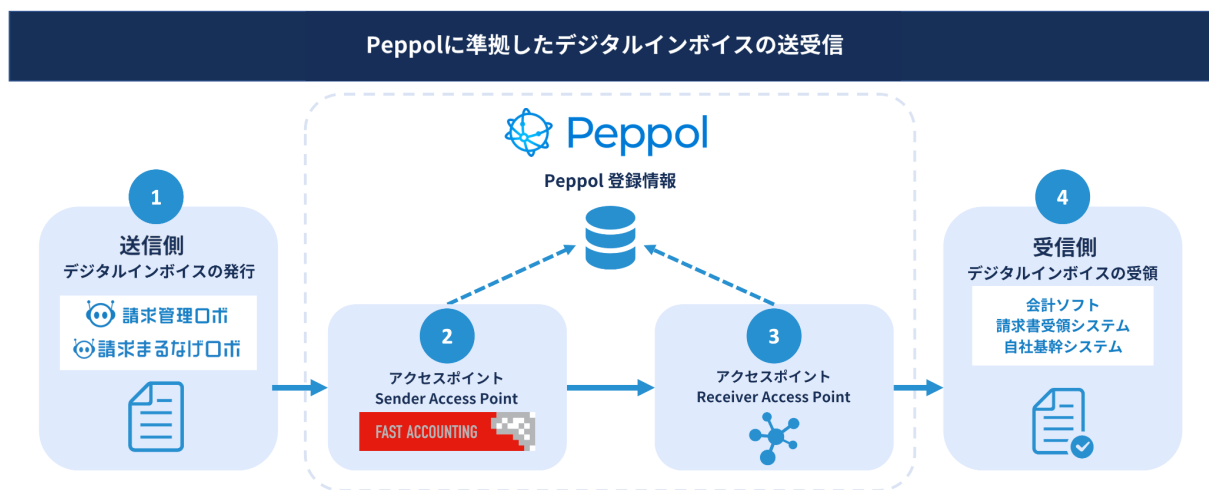 Peppolに準拠したデジタルインボイスの送受信
Peppol
Peppol 登録情報
1
送信側
デジタルインボイスの発行
請求管理ロボ
請求まるなげロボ
2
アクセスポイント
Sender Access Point
FAST ACCOUNTING
3
アクセスポイント
Receiver Access Point
4
受信側
デジタルインボイスの受領
会計ソフト
請求書受領システム
自社基幹システム